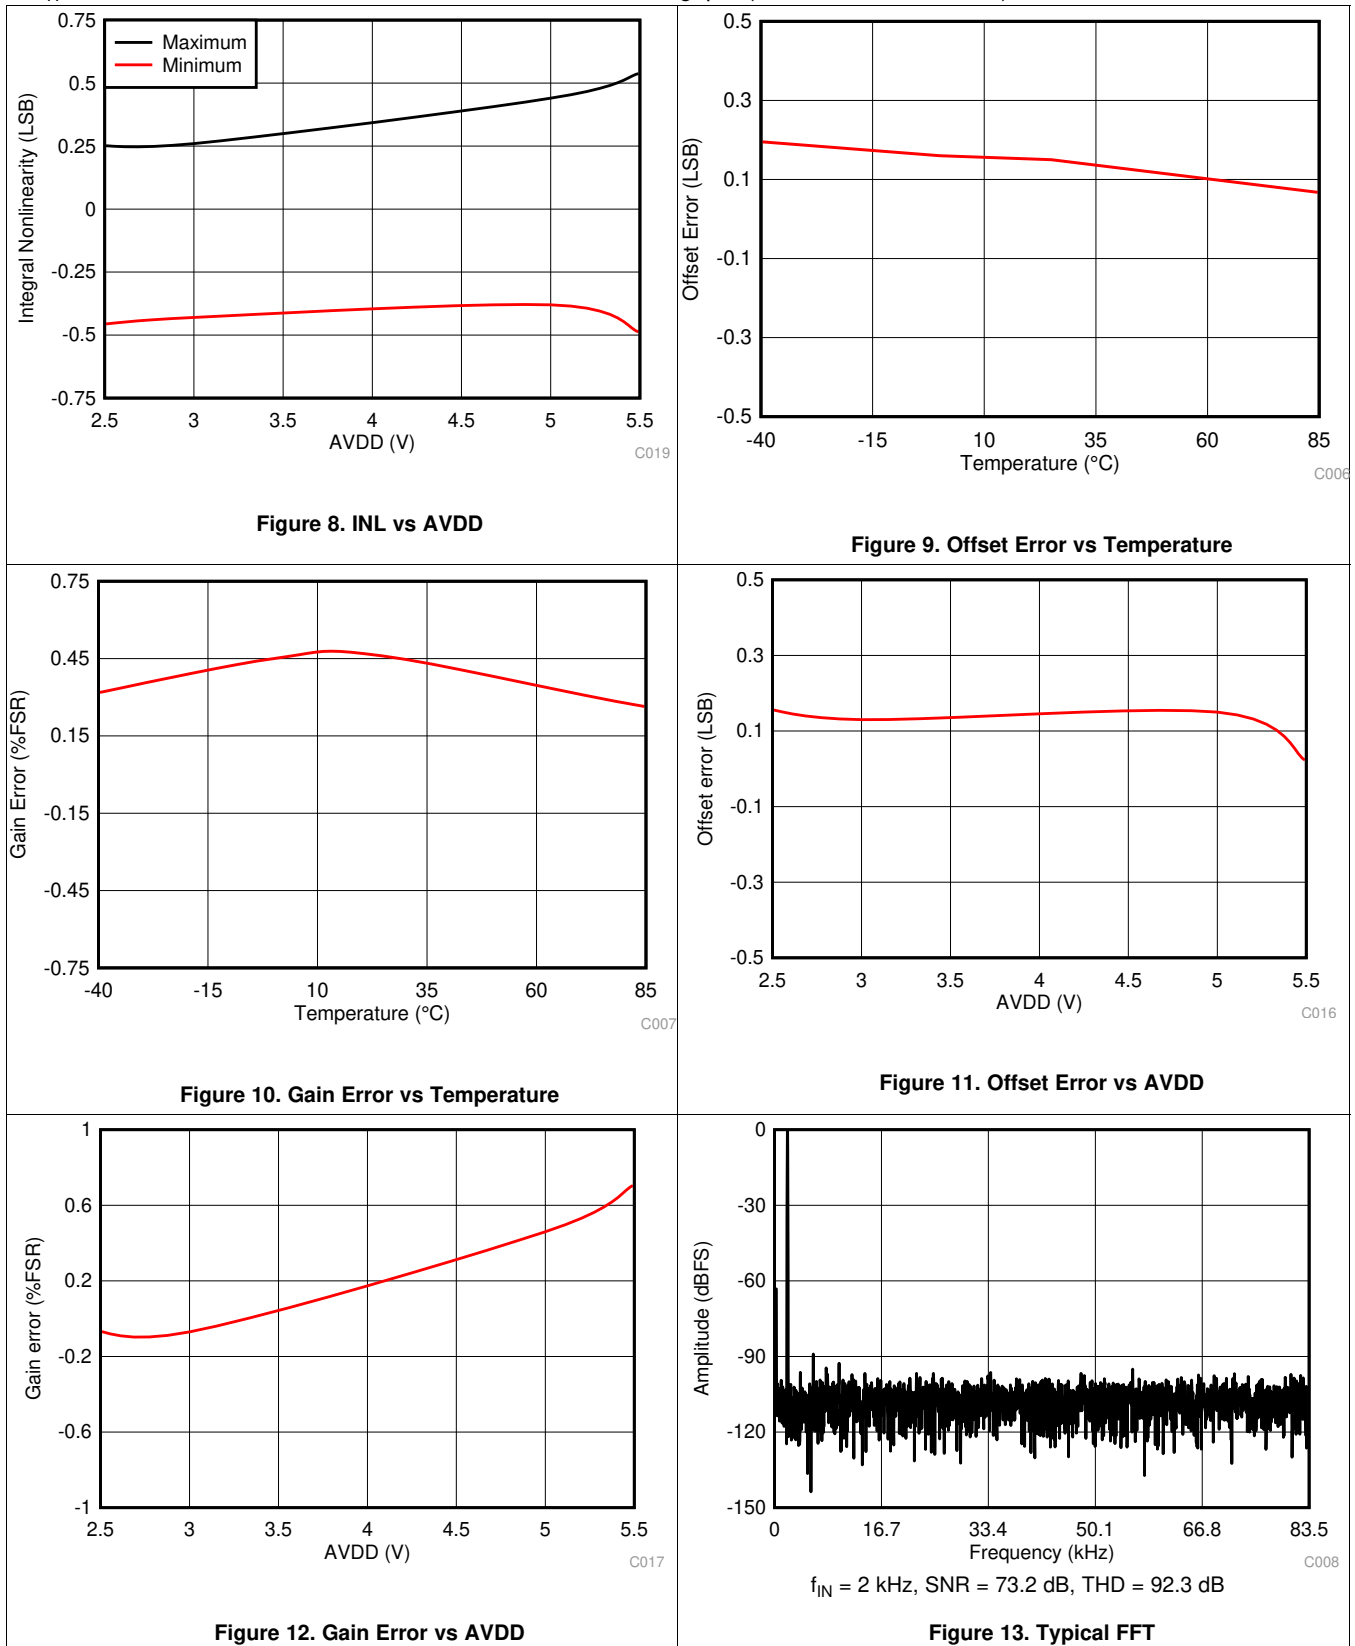 0.75
Maximum
Minimum
0.5
0.25
0
-0.25
-0.5
-0.75
Integral Nonlinearity (LSB)
2.5 3 3.5 4 4.5 5 5.5
AVDD (V)
C019
Figure 8. INL vs AVDD
0.5
0.3
0.1
-0.1
-0.3
-0.5
Offset Error (LSB)
-40 -15 10 35 60 85
Temperature (°C)
C006
Figure 9. Offset Error vs Temperature
0.75
0.45
0.15
-0.15
-0.45
-0.75
Gain Error (%FSR)
-40 -15 10 35 60 85
Temperature (°C)
C007
Figure 10. Gain Error vs Temperature
0.5
0.3
0.1
-0.1
-0.3
-0.5
Offset error (LSB)
2.5 3 3.5 4 4.5 5 5.5
AVDD (V)
C016
Figure 11. Offset Error vs AVDD
1
0.6
0.2
-0.2
-0.6
-1
Gain error (%FSR)
2.5 3 3.5 4 4.5 5 5.5
AVDD (V)
C017
Figure 12. Gain Error vs AVDD
0
-30
-60
-90
-120
-150
Amplitude (dBFS)
0 16.7 33.4 50.1 66.8 83.5
Frequency (kHz)
C008
fIN = 2 kHz, SNR = 73.2 dB, THD = 92.3 dB
Figure 13. Typical FFT